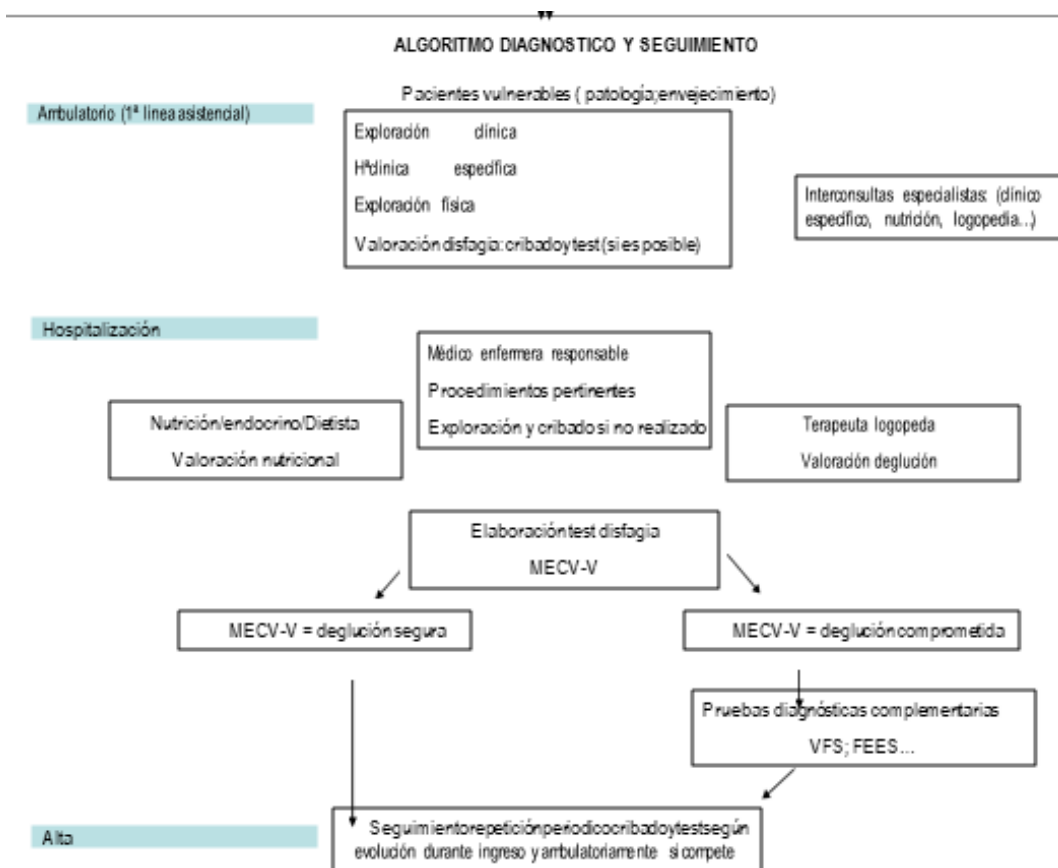 ALGORITMO DIAGNOSTICO Y SEGUIMIENTO
Pacientes vulnerables ( patología;envejecimiento)
Ambulatorio (1ª linea asistencial)
Exploración clínica
Hªclínica específica
Exploración física
Valoración disfagia: cribado y test (si es posible)
Interconsultas especialistas: (clínico
específico, nutrición, logopedia...)
Hospitalización
Médico enfermera responsable
Procedimientos pertinentes
Exploración y cribado si no realizado
Nutrición/endocrino/Dietista
Valoración nutricional
Terapeuta logopeda
Valoración deglución
Elaboración test disfagia
MECV-V
MECV-V = deglución segura
MECV-V = deglución comprometida
Pruebas diagnósticas complementarias
VFS; FEES...
Alta
Seguimiento repetición periodico cribado y test según
evolución durante ingreso y ambulatoriamente si compete